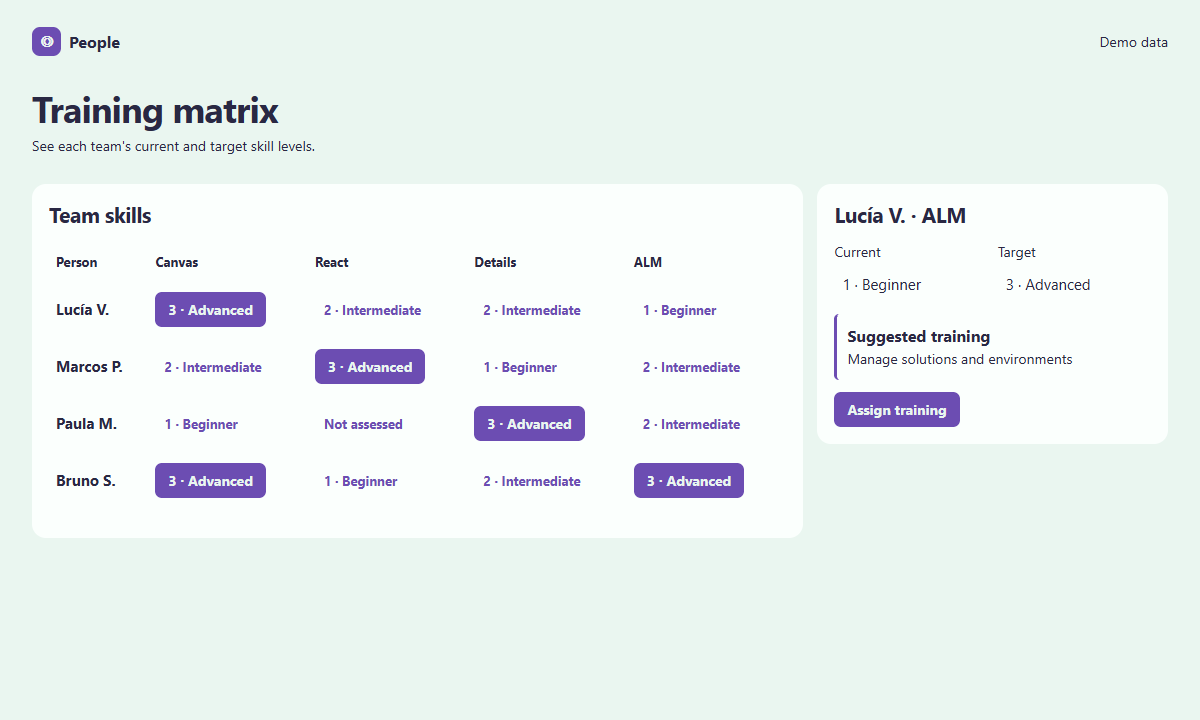 People
Demo data
Training matrix
See each team's current and target skill levels.
Team skills
Person Canvas React Details ALM
Lucía V. 3 · Advanced 2 · Intermediate 2 · Intermediate 1 · Beginner
Marcos P. 2 · Intermediate 3 · Advanced 1 · Beginner 2 · Intermediate
Paula M. 1 · Beginner Not assessed 3 · Advanced 2 · Intermediate
Bruno S. 3 · Advanced 1 · Beginner 2 · Intermediate 3 · Advanced
Lucía V. · ALM
Current Target
1 · Beginner 3 · Advanced
Suggested training
Manage solutions and environments
Assign training